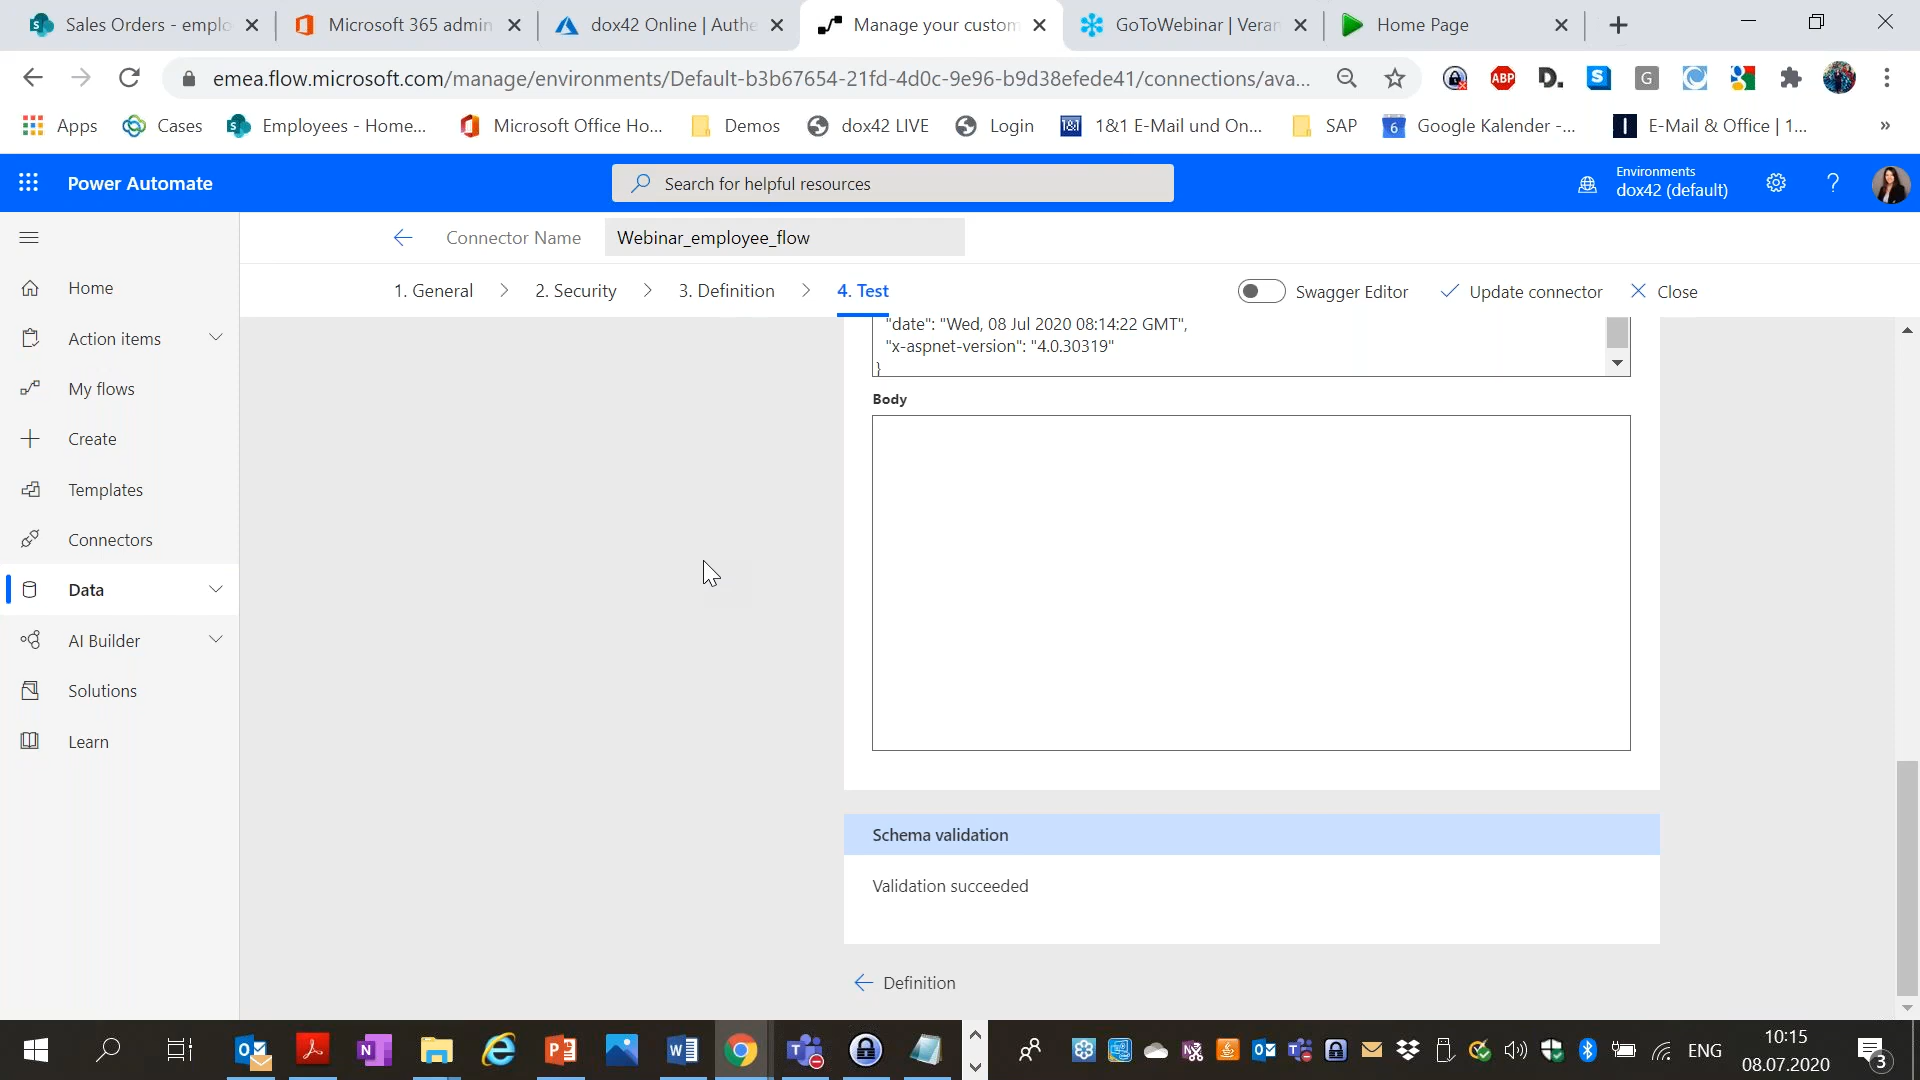 Sales Orders - emplo
Microsoft 365 admin
dox42 Online | Authe
Manage your custom
GoToWebinar | Veran
Home Page
emea.flow.microsoft.com/manage/environments/Default-b3b67654-21fd-4d0c-9e96-b9d38efede41/connections/ava...
ABP
D.
S
G
Apps
Cases
Employees - Home...
Microsoft Office Ho...
Demos
dox42 LIVE
Login
1&1 E-Mail und On...
SAP
Google Kalender -...
E-Mail & Office | 1...
»
Power Automate
Search for helpful resources
Environments
dox42 (default)
?
Connector Name
Webinar_employee_flow
1. General
2. Security
3. Definition
4. Test
Swagger Editor
Update connector
Close
Home
Action items
My flows
Create
Templates
Connectors
Data
AI Builder
Solutions
Learn
"date": "Wed, 08 Jul 2020 08:14:22 GMT",
"x-aspnet-version": "4.0.30319"
}
Body
Schema validation
Validation succeeded
Definition
ENG
10:15
08.07.2020
3